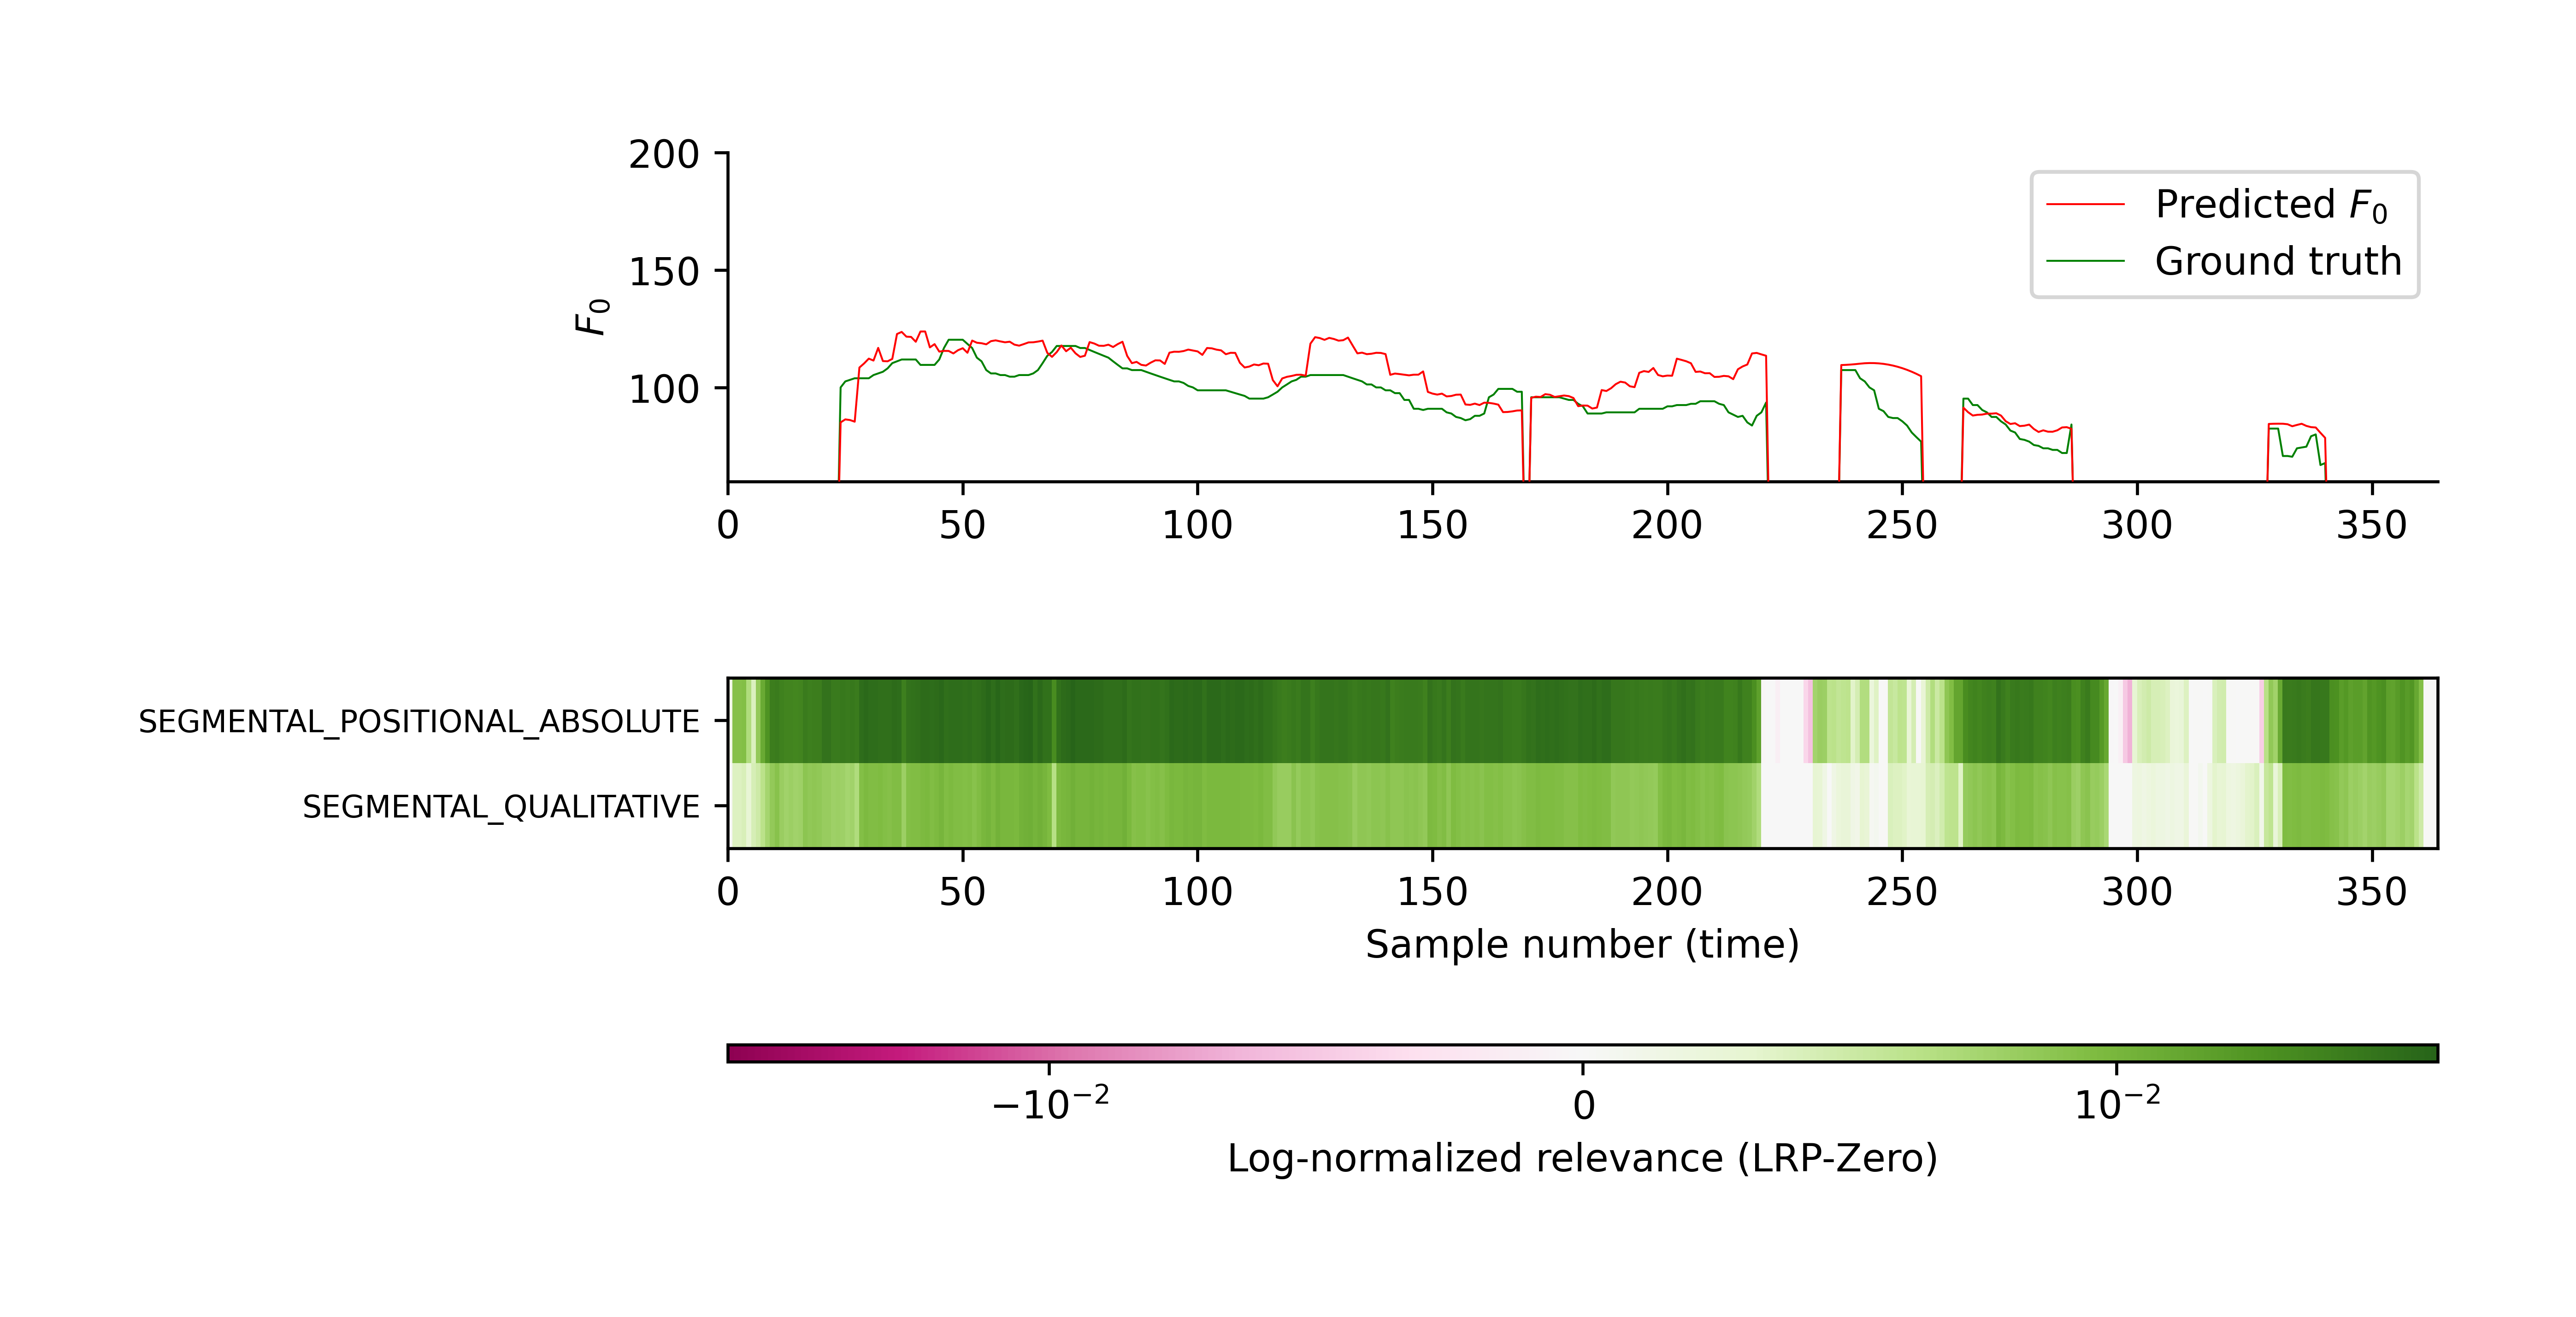 200
150
100
F₀
Predicted F₀
Ground truth
0 50 100 150 200 250 300 350
SEGMENTAL_POSITIONAL_ABSOLUTE
SEGMENTAL_QUALITATIVE
0 50 100 150 200 250 300 350
Sample number (time)
−10⁻² 0 10⁻²
Log-normalized relevance (LRP-Zero)